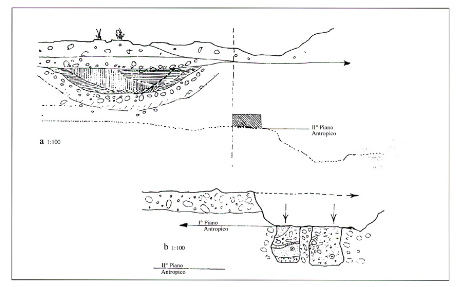 II° Piano
Antropico
a 1:100
I° Piano
Antropico
b 1:100
II° Piano
Antropico